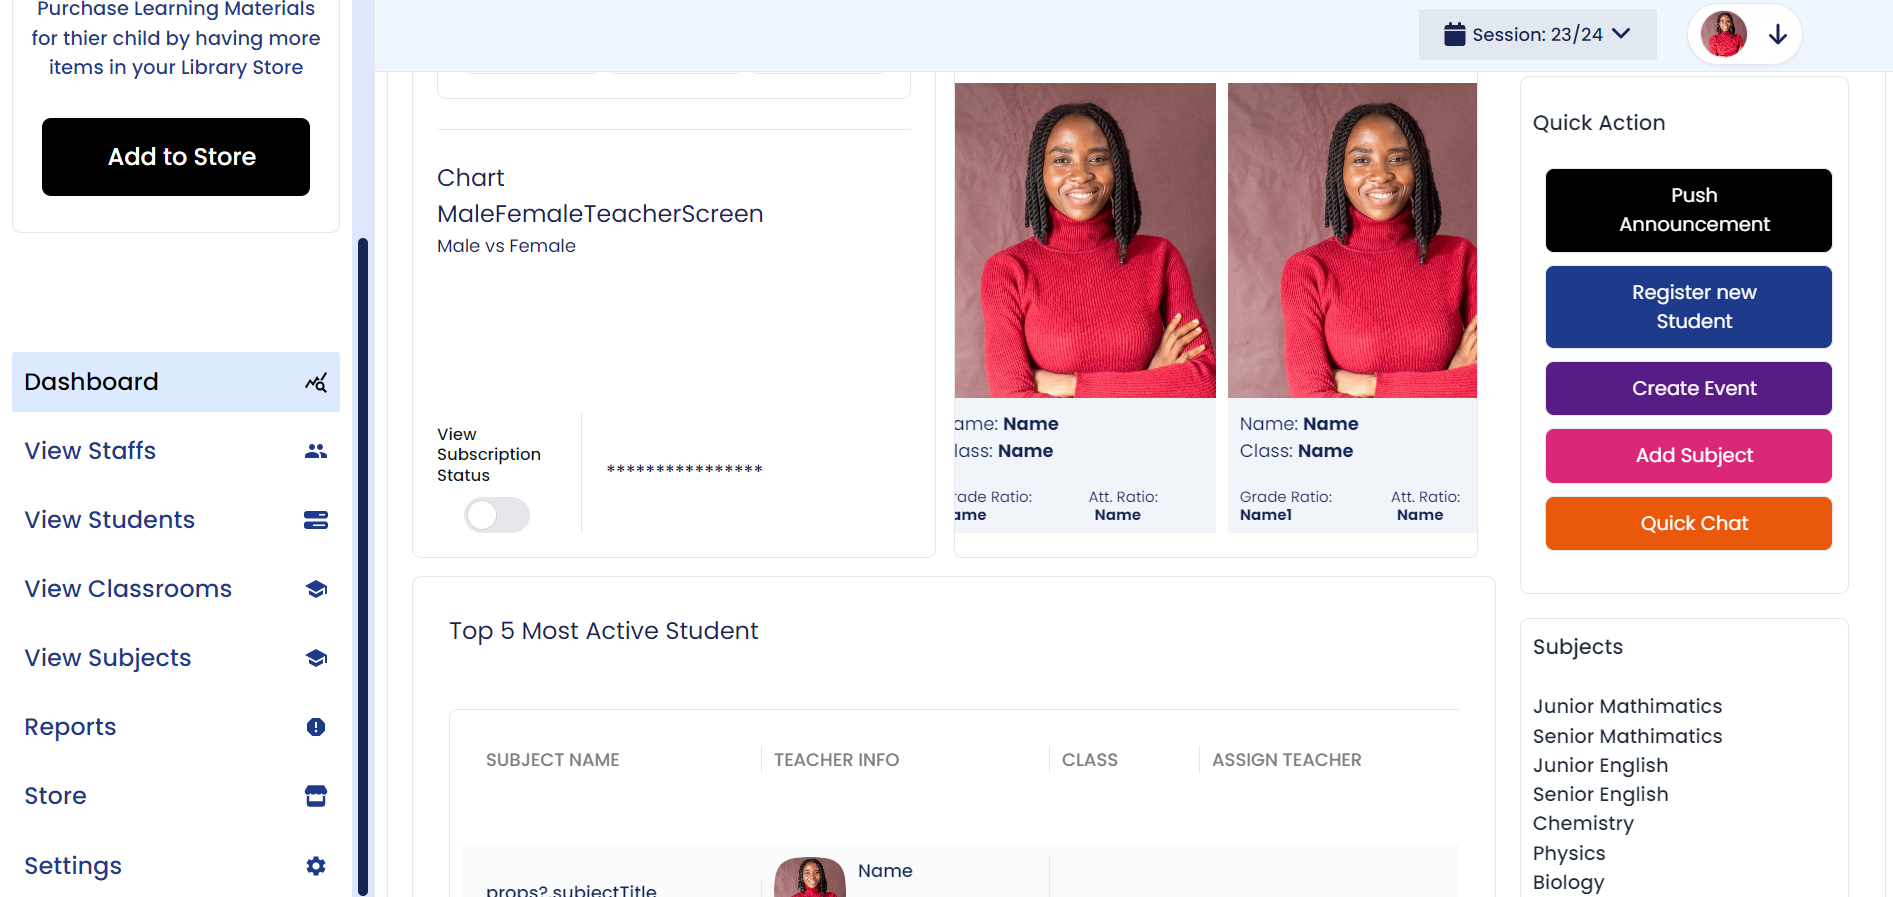 Purchase Learning Materials
for thier child by having more
items in your Library Store
Add to Store
Dashboard
View Staffs
View Students
View Classrooms
View Subjects
Reports
Store
Settings
Session: 23/24
Chart
MaleFemaleTeacherScreen
Male vs Female
View
Subscription
Status
****************
ame: Name
lass: Name
rade Ratio:
ame
Att. Ratio:
Name
Name: Name
Class: Name
Grade Ratio:
Name1
Att. Ratio:
Name
Top 5 Most Active Student
SUBJECT NAME
TEACHER INFO
CLASS
ASSIGN TEACHER
props?.subjectTitle
Name
Quick Action
Push
Announcement
Register new
Student
Create Event
Add Subject
Quick Chat
Subjects
Junior Mathimatics
Senior Mathimatics
Junior English
Senior English
Chemistry
Physics
Biology